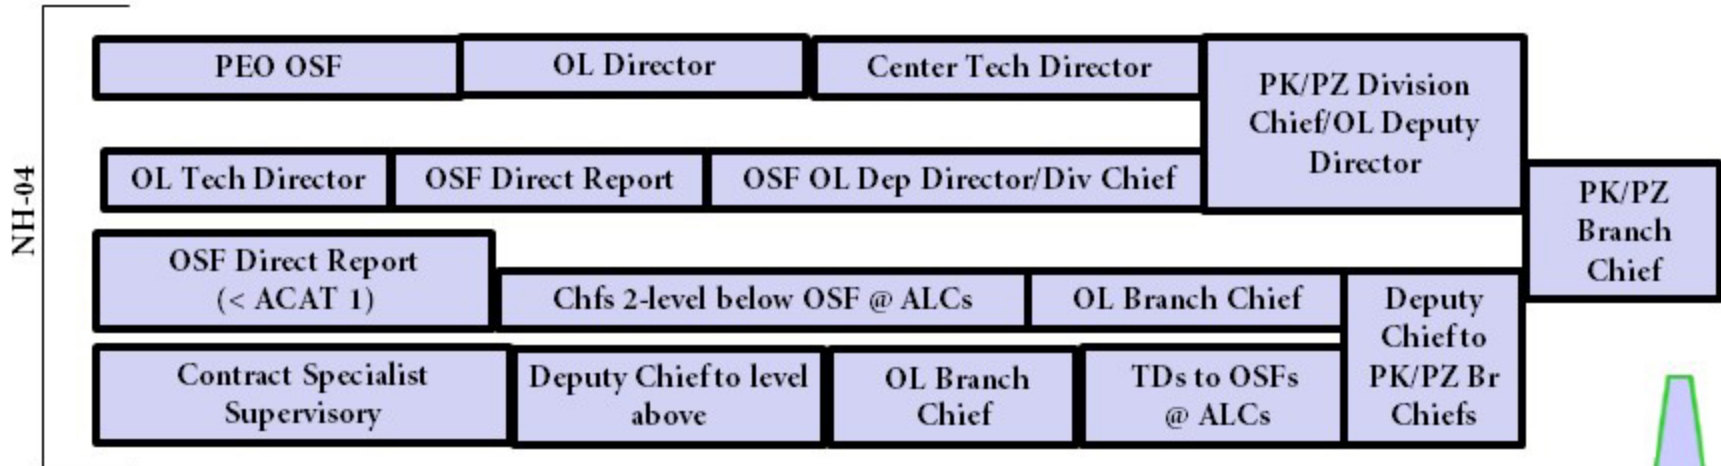 NH-04
PEO OSF
OL Director
Center Tech Director
PK/PZ Division
Chief/OL Deputy
Director
OL Tech Director
OSF Direct Report
OSF OL Dep Director/Div Chief
PK/PZ
Branch
Chief
OSF Direct Report
(< ACAT 1)
Chfs 2-level below OSF @ ALCs
OL Branch Chief
Deputy
Chief to
PK/PZ Br
Chiefs
Contract Specialist
Supervisory
Deputy Chief to level
above
OL Branch
Chief
TDs to OSFs
@ ALCs